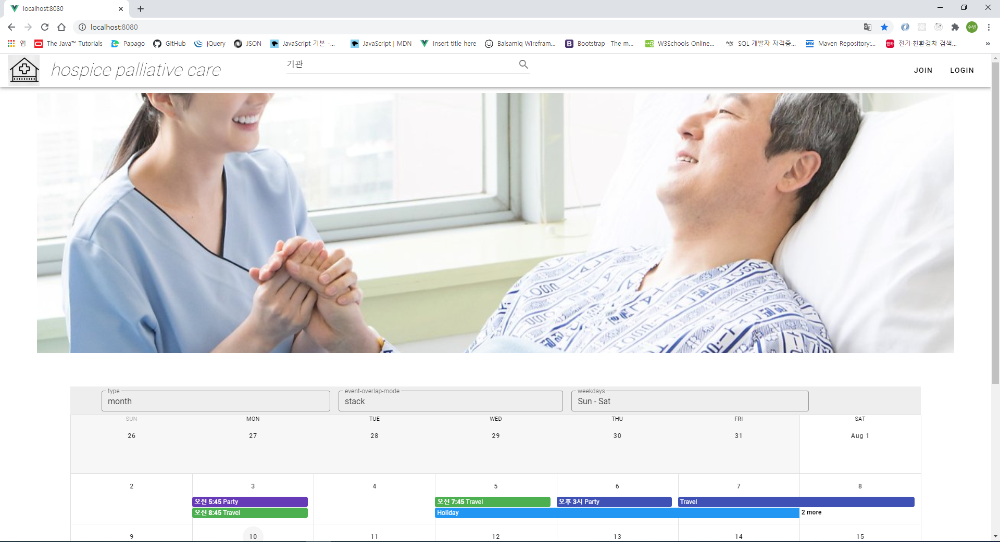 localhost:8080
localhost:8080
수빈
앱 The Java™ Tutorials Papago GitHub jQuery JSON JavaScript 기본 -... JavaScript | MDN Insert title here Balsamiq Wirefram... Bootstrap · The m... W3Schools Online... SQL 개발자 자격증... Maven Repository:... 전기·친환경차 검색... »
hospice palliative care 기관 JOIN LOGIN
type event-overlap-mode weekdays
month stack Sun - Sat
SUN MON TUE WED THU FRI SAT
26 27 28 29 30 31 Aug 1
2 3 4 5 6 7 8
오전 5:45 Party 오전 7:45 Travel 오후 3시 Party Travel
오전 8:45 Travel Holiday 2 more
9 10 11 12 13 14 15